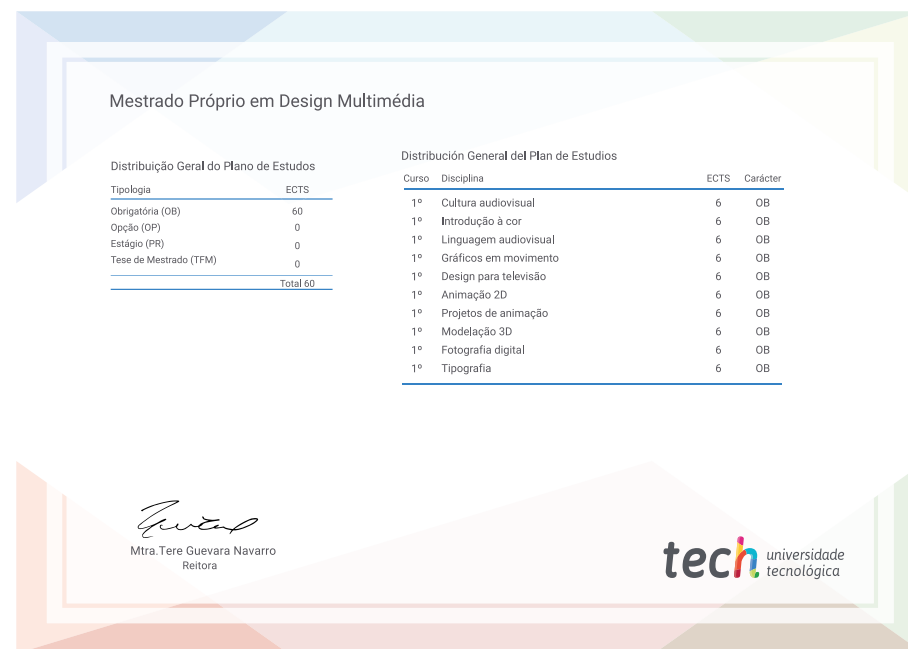 Mestrado Próprio em Design Multimédia
Distribuição Geral do Plano de Estudos
Tipologia ECTS
Obrigatória (OB) 60
Opção (OP) 0
Estágio (PR) 0
Tese de Mestrado (TFM) 0
Total 60
Distribución General del Plan de Estudios
Curso Disciplina ECTS Carácter
1º Cultura audiovisual 6 OB
1º Introdução à cor 6 OB
1º Linguagem audiovisual 6 OB
1º Gráficos em movimento 6 OB
1º Design para televisão 6 OB
1º Animação 2D 6 OB
1º Projetos de animação 6 OB
1º Modelação 3D 6 OB
1º Fotografia digital 6 OB
1º Tipografia 6 OB
Mtra.Tere Guevara Navarro
Reitora
tech universidade
tecnológica